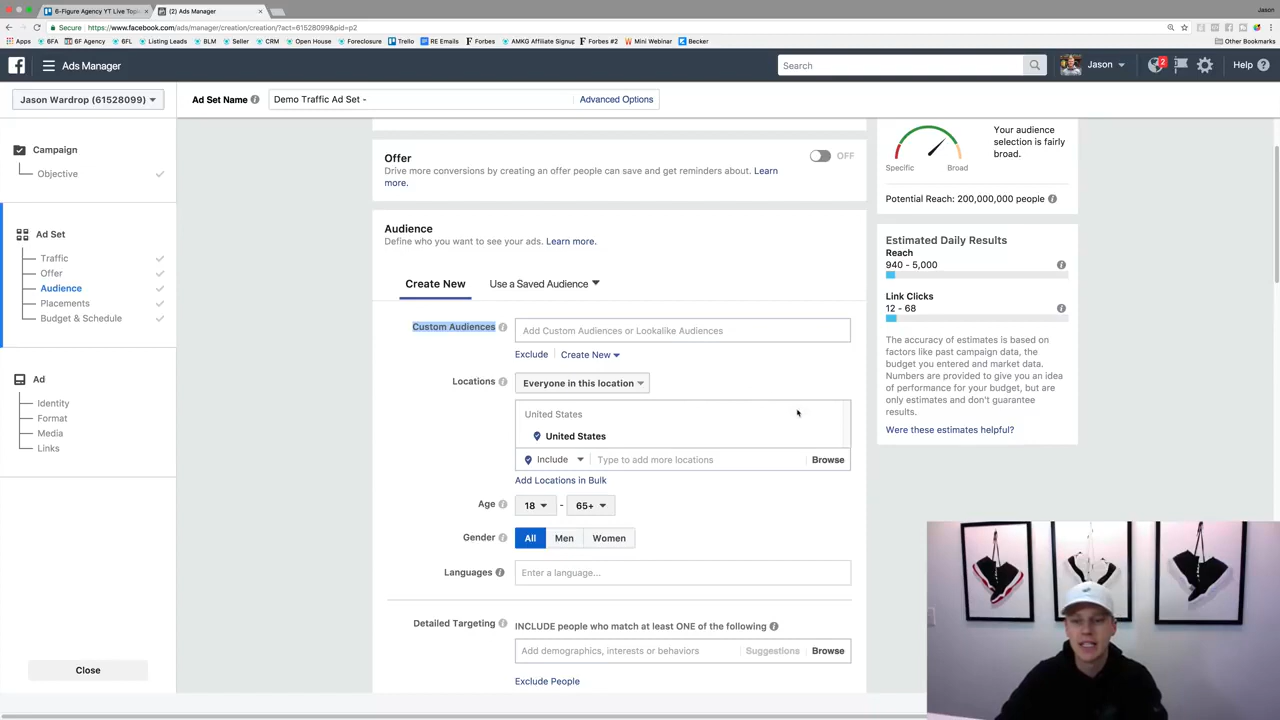 6-Figure Agency YT Live Topi
(2) Ads Manager
Jason
Secure
https://www.facebook.com/ads/manager/creation/creation/?act=61528099&pid=p2
Apps
6FA
6F Agency
6FL
Listing Leads
BLM
Seller
CRM
Open House
Foreclosure
Trello
RE Emails
Forbes
AMKG Affiliate Signup
Forbes #2
Mini Webinar
Becker
Other Bookmarks
Ads Manager
Search
Jason
2
Help
Jason Wardrop (61528099)
Ad Set Name
Demo Traffic Ad Set -
Advanced Options
Campaign
Objective
Ad Set
Traffic
Offer
Audience
Placements
Budget & Schedule
Ad
Identity
Format
Media
Links
Close
Offer
OFF
Drive more conversions by creating an offer people can save and get reminders about. Learn
more.
Audience
Define who you want to see your ads. Learn more.
Create New
Use a Saved Audience
Custom Audiences
Add Custom Audiences or Lookalike Audiences
Exclude
Create New
Locations
Everyone in this location
United States
United States
Include
Type to add more locations
Browse
Add Locations in Bulk
Age
18
-
65+
Gender
All
Men
Women
Languages
Enter a language...
Detailed Targeting
INCLUDE people who match at least ONE of the following
Add demographics, interests or behaviors
Suggestions
Browse
Exclude People
Specific
Broad
Your audience
selection is fairly
broad.
Potential Reach: 200,000,000 people
Estimated Daily Results
Reach
940 - 5,000
Link Clicks
12 - 68
The accuracy of estimates is based on
factors like past campaign data, the
budget you entered and market data.
Numbers are provided to give you an idea
of performance for your budget, but are
only estimates and don't guarantee
results.
Were these estimates helpful?